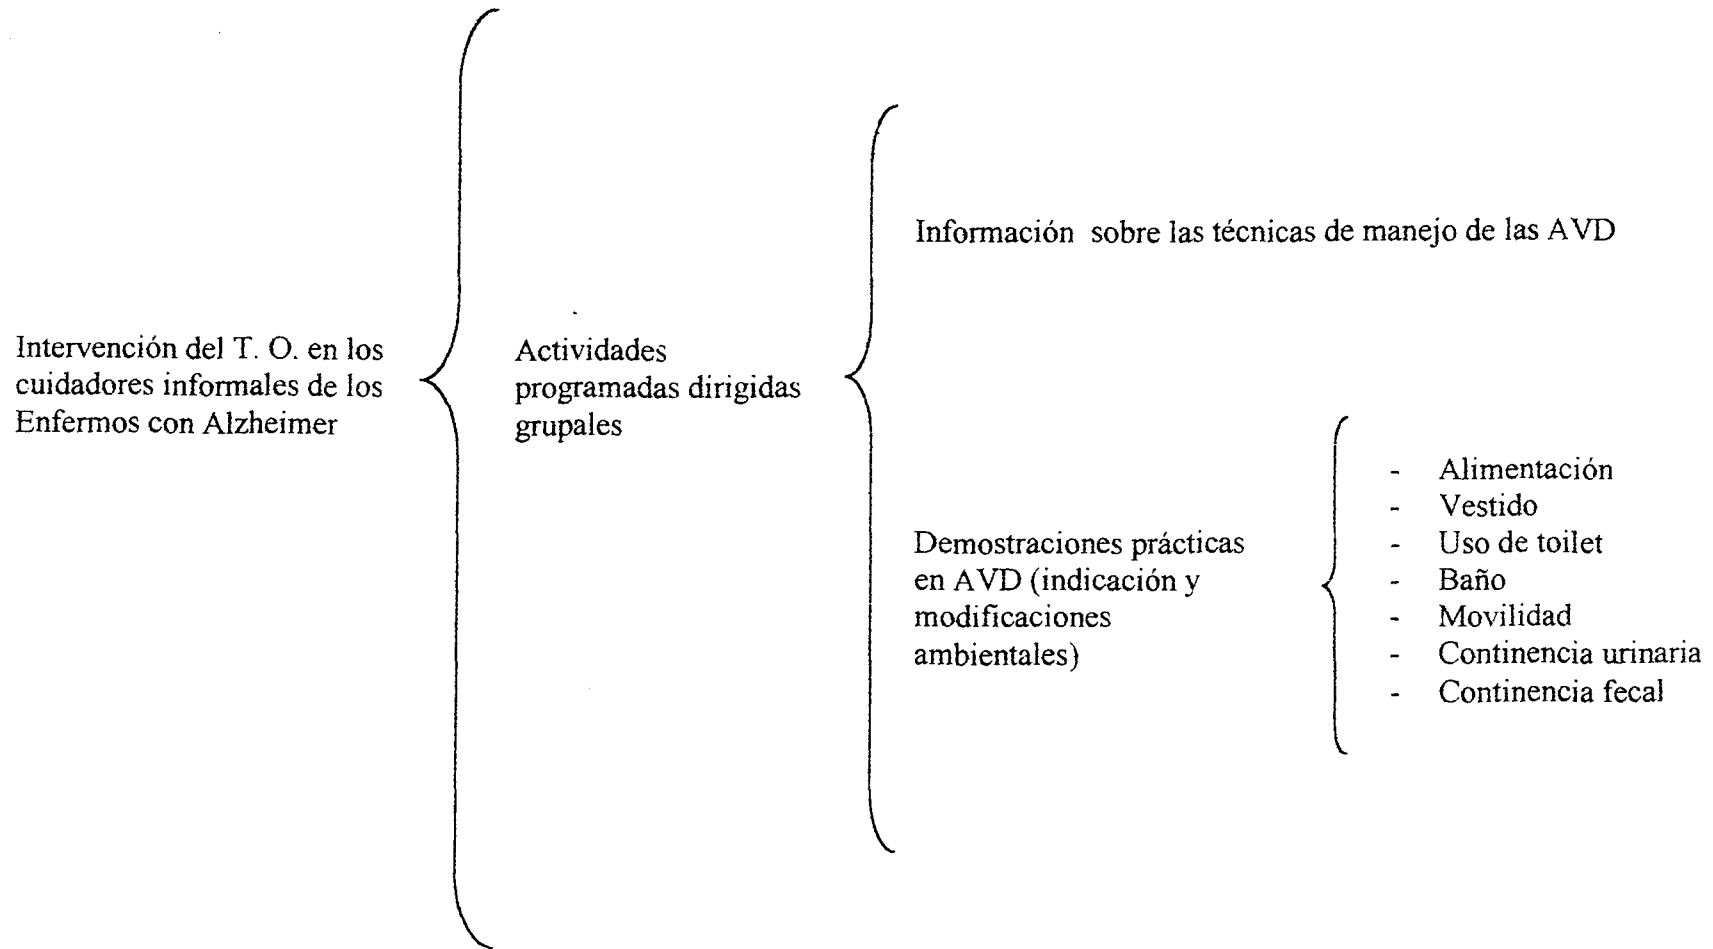 Intervención del T. O. en los
cuidadores informales de los
Enfermos con Alzheimer
Actividades
programadas dirigidas
grupales
Información sobre las técnicas de manejo de las AVD
Demostraciones prácticas
en AVD (indicación y
modificaciones
ambientales)
- Alimentación
- Vestido
- Uso de toilet
- Baño
- Movilidad
- Continencia urinaria
- Continencia fecal